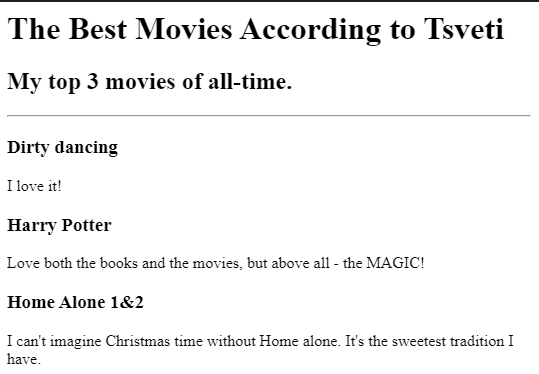 The Best Movies According to Tsveti
My top 3 movies of all-time.
Dirty dancing
I love it!
Harry Potter
Love both the books and the movies, but above all - the MAGIC!
Home Alone 1&2
I can't imagine Christmas time without Home alone. It's the sweetest tradition I
have.